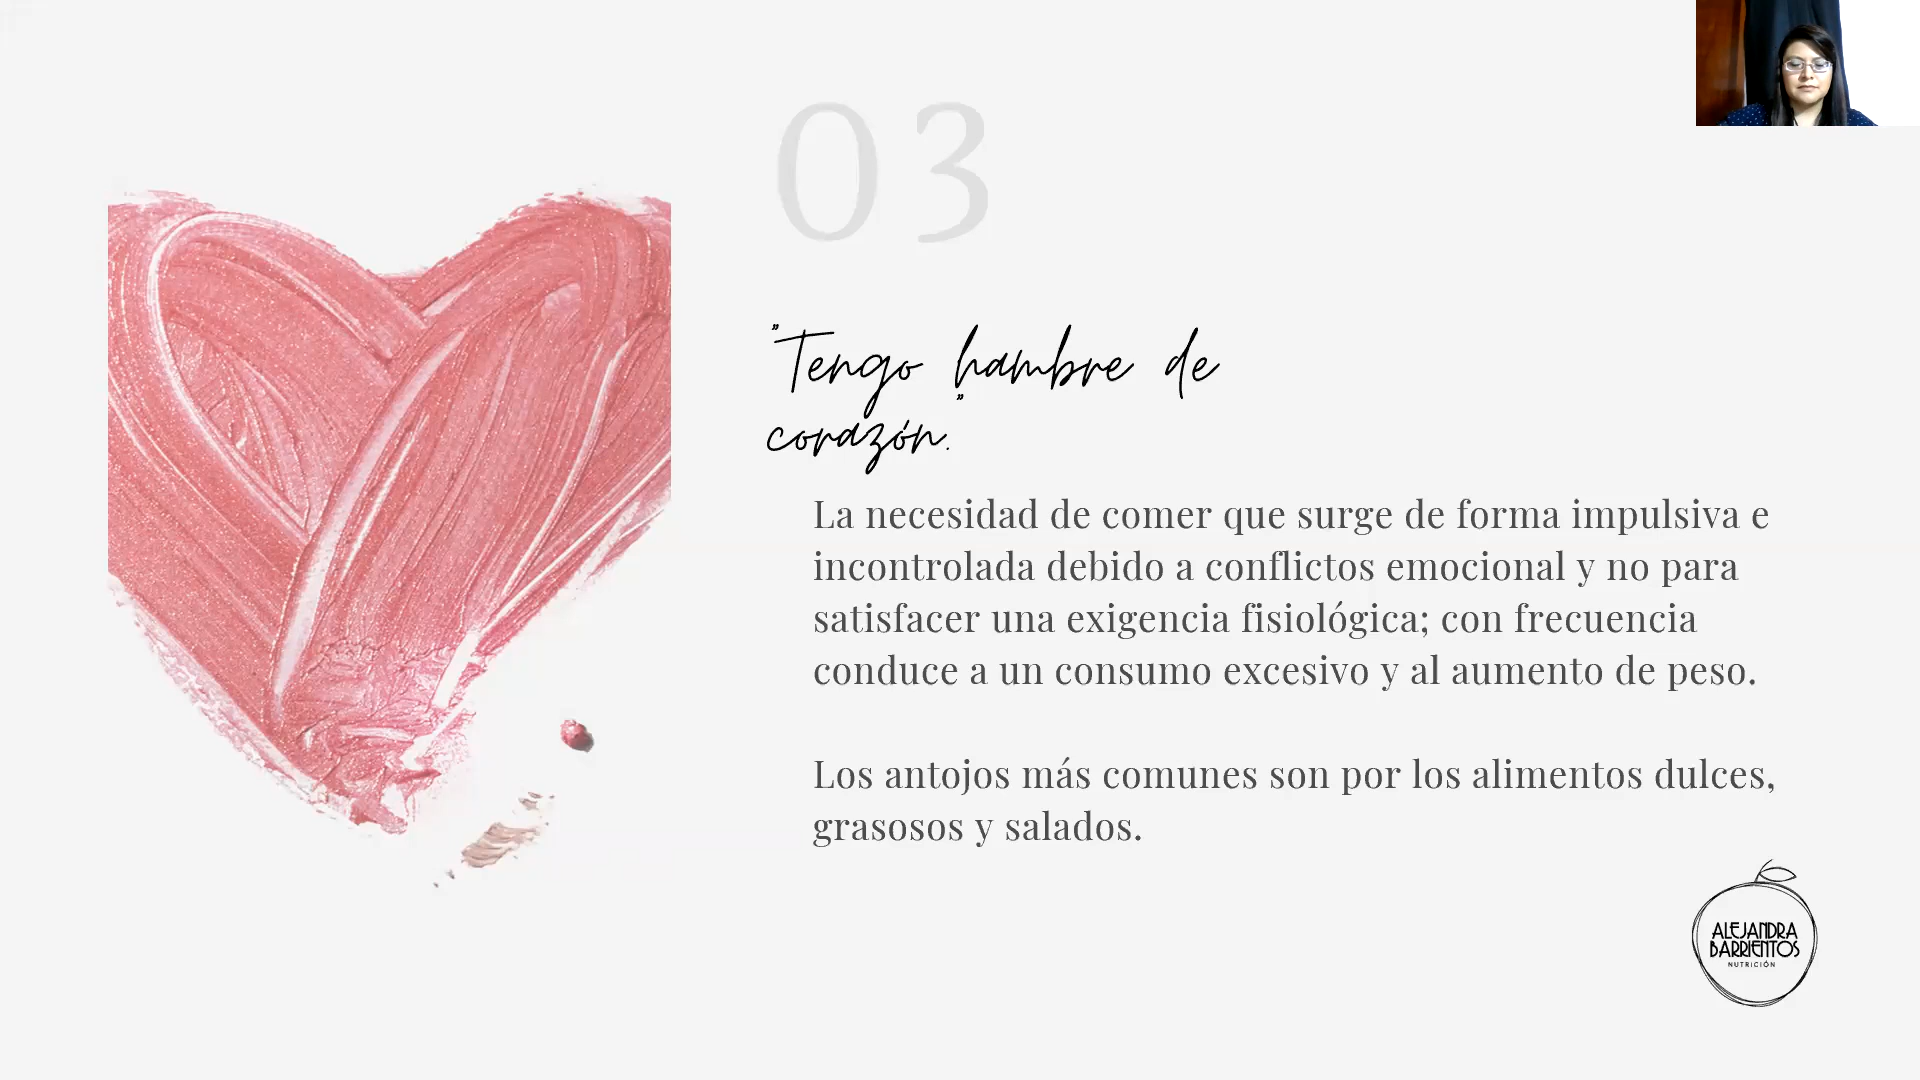 03
"Tengo hambre de
corazón."
La necesidad de comer que surge de forma impulsiva e
incontrolada debido a conflictos emocional y no para
satisfacer una exigencia fisiológica; con frecuencia
conduce a un consumo excesivo y al aumento de peso.
Los antojos más comunes son por los alimentos dulces,
grasosos y salados.
ALEJANDRA
BARRIENTOS
NUTRICIÓN